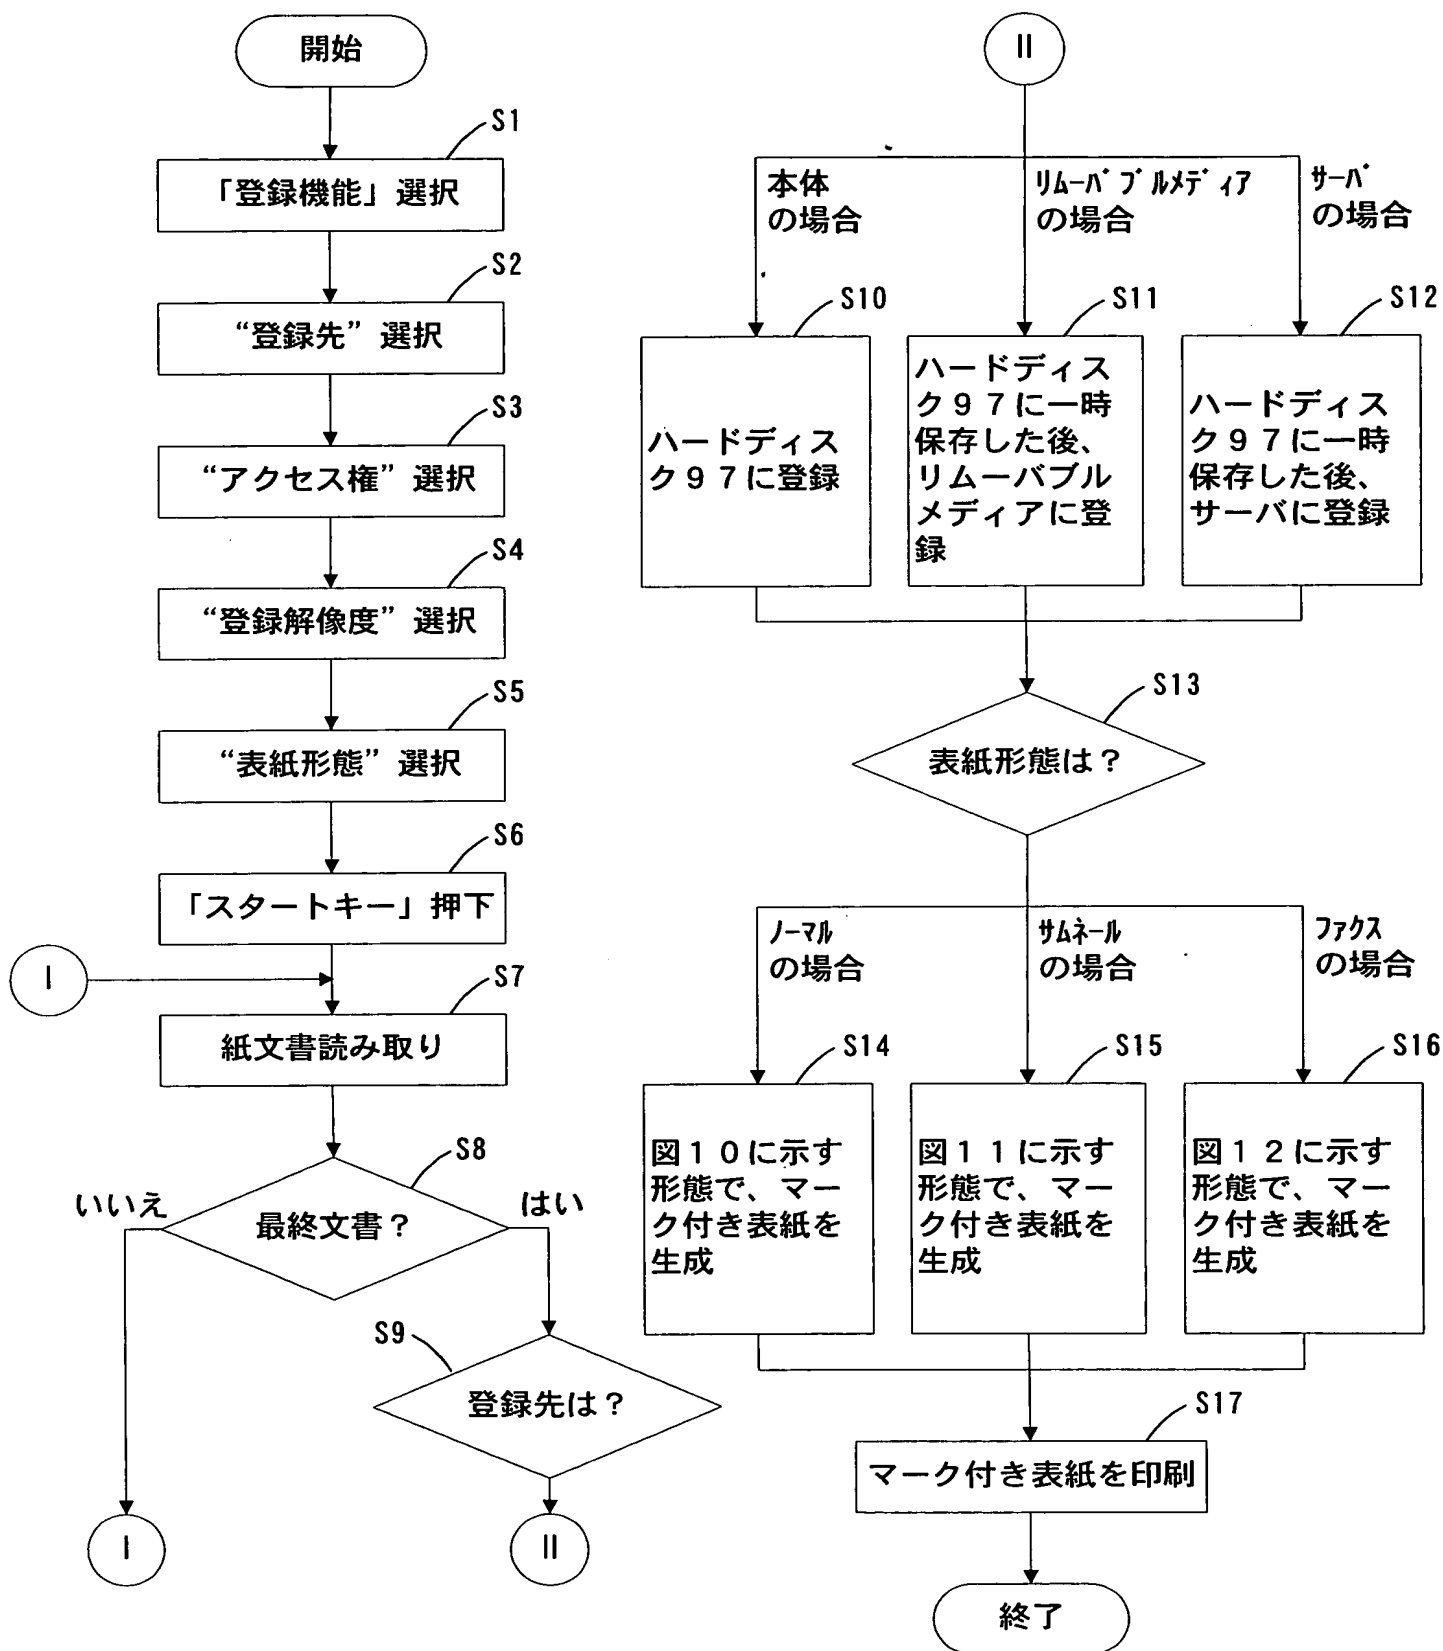 開始
S1
「登録機能」選択
S2
“登録先”選択
S3
“アクセス権”選択
S4
“登録解像度”選択
S5
“表紙形態”選択
S6
「スタートキー」押下
I
S7
紙文書読み取り
S8
最終文書?
いいえ
はい
S9
登録先は?
I
II
II
本体
の場合
リムーバブルメディア
の場合
サーバ
の場合
S10
ハードディス
ク97に登録
S11
ハードディス
ク97に一時
保存した後、
リムーバブル
メディアに登
録
S12
ハードディス
ク97に一時
保存した後、
サーバに登録
S13
表紙形態は?
ノーマル
の場合
サムネール
の場合
ファクス
の場合
S14
図10に示す
形態で、マー
ク付き表紙を
生成
S15
図11に示す
形態で、マー
ク付き表紙を
生成
S16
図12に示す
形態で、マー
ク付き表紙を
生成
S17
マーク付き表紙を印刷
終了